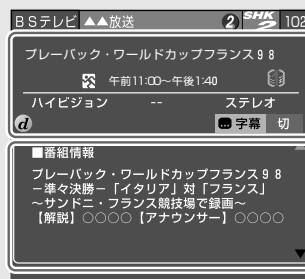 BSテレビ ▲▲放送 2 SHK 2 102
プレーバック・ワールドカップフランス98
午前11:00〜午後1:40
ハイビジョン -- ステレオ
d 字幕 切
■番組情報
プレーバック・ワールドカップフランス98
−準々決勝−「イタリア」対「フランス」
〜サンドニ・フランス競技場で録画〜
【解説】○○○○【アナウンサー】○○○○